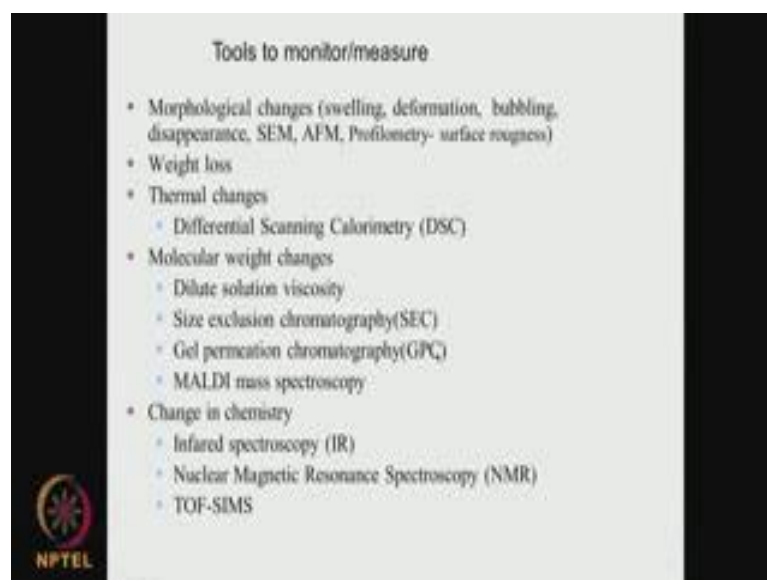 Tools to monitor/measure
• Morphological changes (swelling, deformation, bubbling,
disappearance, SEM, AFM, Profilometry- surface rougness)
• Weight loss
• Thermal changes
• Differential Scanning Calorimetry (DSC)
• Molecular weight changes
• Dilute solution viscosity
• Size exclusion chromatography(SEC)
• Gel permeation chromatography(GPC)
• MALDI mass spectroscopy
• Change in chemistry
• Infared spectroscopy (IR)
• Nuclear Magnetic Resonance Spectroscopy (NMR)
• TOF-SIMS
NPTEL